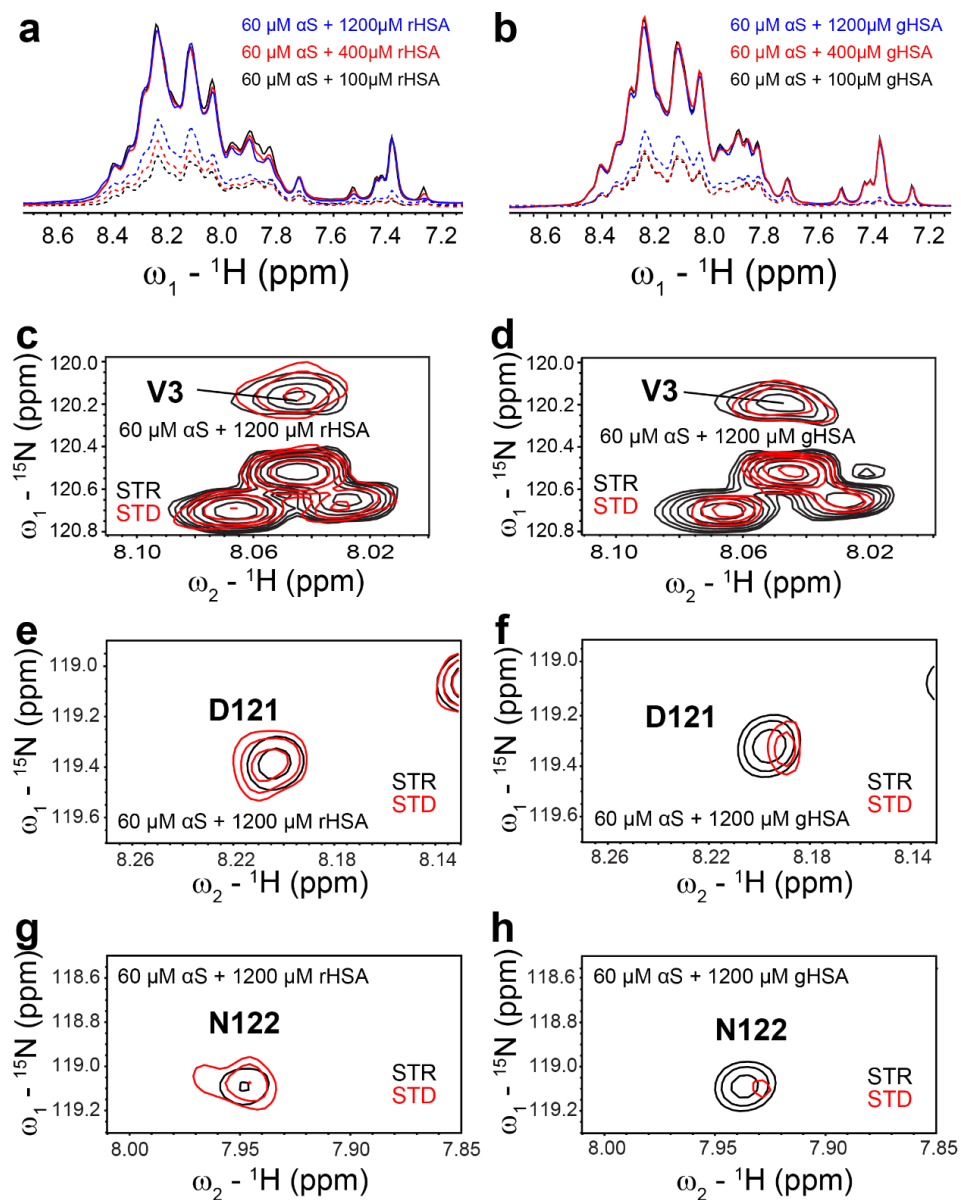 a
60 μM αS + 1200μM rHSA
60 μM αS + 400μM rHSA
60 μM αS + 100μM rHSA
8.6 8.4 8.2 8.0 7.8 7.6 7.4 7.2
ω1 - 1H (ppm)
b
60 μM αS + 1200μM gHSA
60 μM αS + 400μM gHSA
60 μM αS + 100μM gHSA
8.6 8.4 8.2 8.0 7.8 7.6 7.4 7.2
ω1 - 1H (ppm)
c
ω1 - 15N (ppm)
120.0
120.2
120.4
120.6
120.8
V3
60 μM αS + 1200 μM rHSA
STR
STD
8.10 8.06 8.02
ω2 - 1H (ppm)
d
ω1 - 15N (ppm)
120.0
120.2
120.4
120.6
120.8
V3
60 μM αS + 1200 μM gHSA
STR
STD
8.10 8.06 8.02
ω2 - 1H (ppm)
e
ω1 - 15N (ppm)
119.0
119.2
119.4
119.6
D121
STR
STD
60 μM αS + 1200 μM rHSA
8.26 8.22 8.18 8.14
ω2 - 1H (ppm)
f
ω1 - 15N (ppm)
119.0
119.2
119.4
119.6
D121
STR
STD
60 μM αS + 1200 μM gHSA
8.26 8.22 8.18 8.14
ω2 - 1H (ppm)
g
ω1 - 15N (ppm)
118.6
118.8
119.0
119.2
60 μM αS + 1200 μM rHSA
N122
STR
STD
8.00 7.95 7.90 7.85
ω2 - 1H (ppm)
h
ω1 - 15N (ppm)
118.6
118.8
119.0
119.2
60 μM αS + 1200 μM gHSA
N122
STR
STD
8.00 7.95 7.90 7.85
ω2 - 1H (ppm)